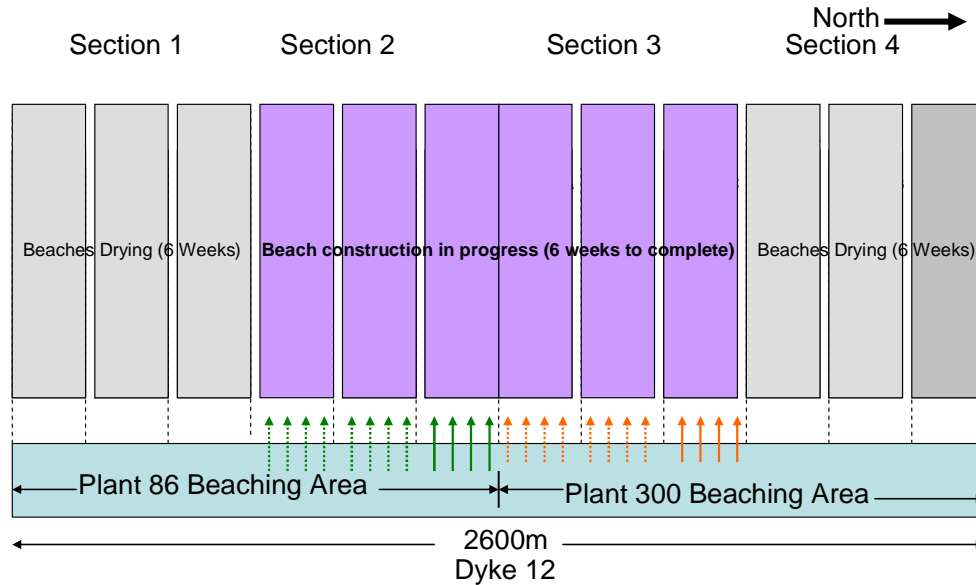 North
Section 1 Section 2 Section 3 Section 4
Beaches Drying (6 Weeks) Beach construction in progress (6 weeks to complete) Beaches Drying (6 Weeks)
Plant 86 Beaching Area Plant 300 Beaching Area
2600m
Dyke 12